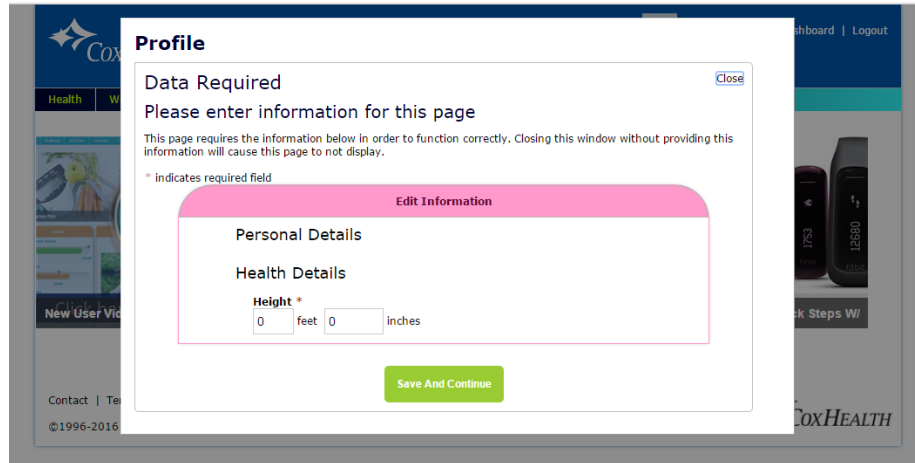 COX
shboard | Logout
Profile
Data Required
Close
Please enter information for this page
This page requires the information below in order to function correctly. Closing this window without providing this
information will cause this page to not display.
* indicates required field
Health W
Edit Information
Personal Details
Health Details
Height *
0 feet 0 inches
Save And Continue
New User Vid
1753
12680
fitbit
fitbit
ck Steps W/
Contact | Te
©1996-2016
COXHEALTH